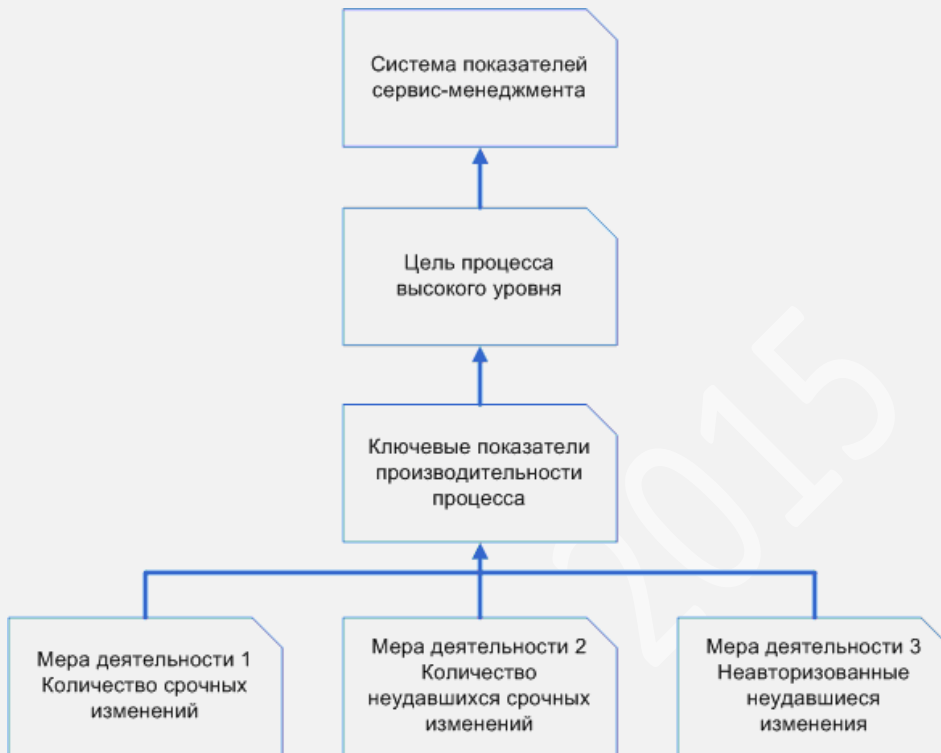 Система показателей
сервис-менеджмента
Цель процесса
высокого уровня
Ключевые показатели
производительности
процесса
Мера деятельности 1
Количество срочных
изменений
Мера деятельности 2
Количество
неудавшихся срочных
изменений
Мера деятельности 3
Неавторизованные
неудавшиеся
изменения
2015